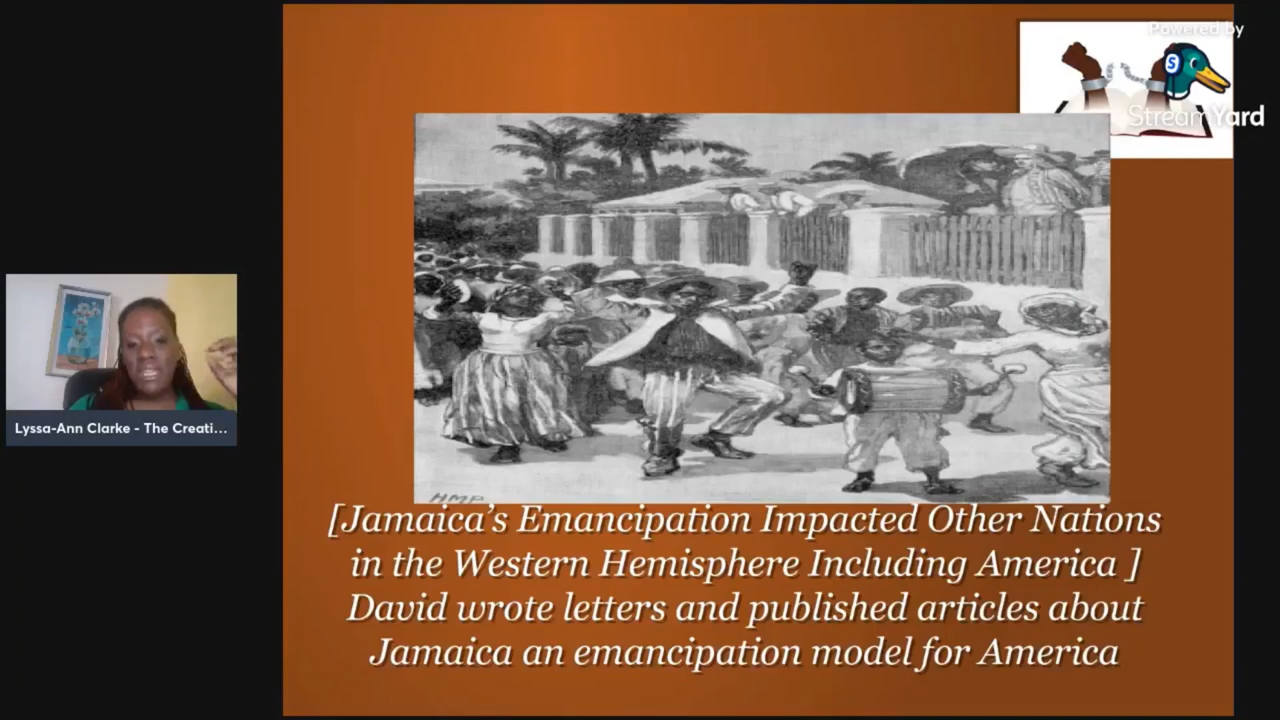 Powered by
S
StreamYard
HMP
Lyssa-Ann Clarke - The Creati...
[Jamaica's Emancipation Impacted Other Nations
in the Western Hemisphere Including America ]
David wrote letters and published articles about
Jamaica an emancipation model for America